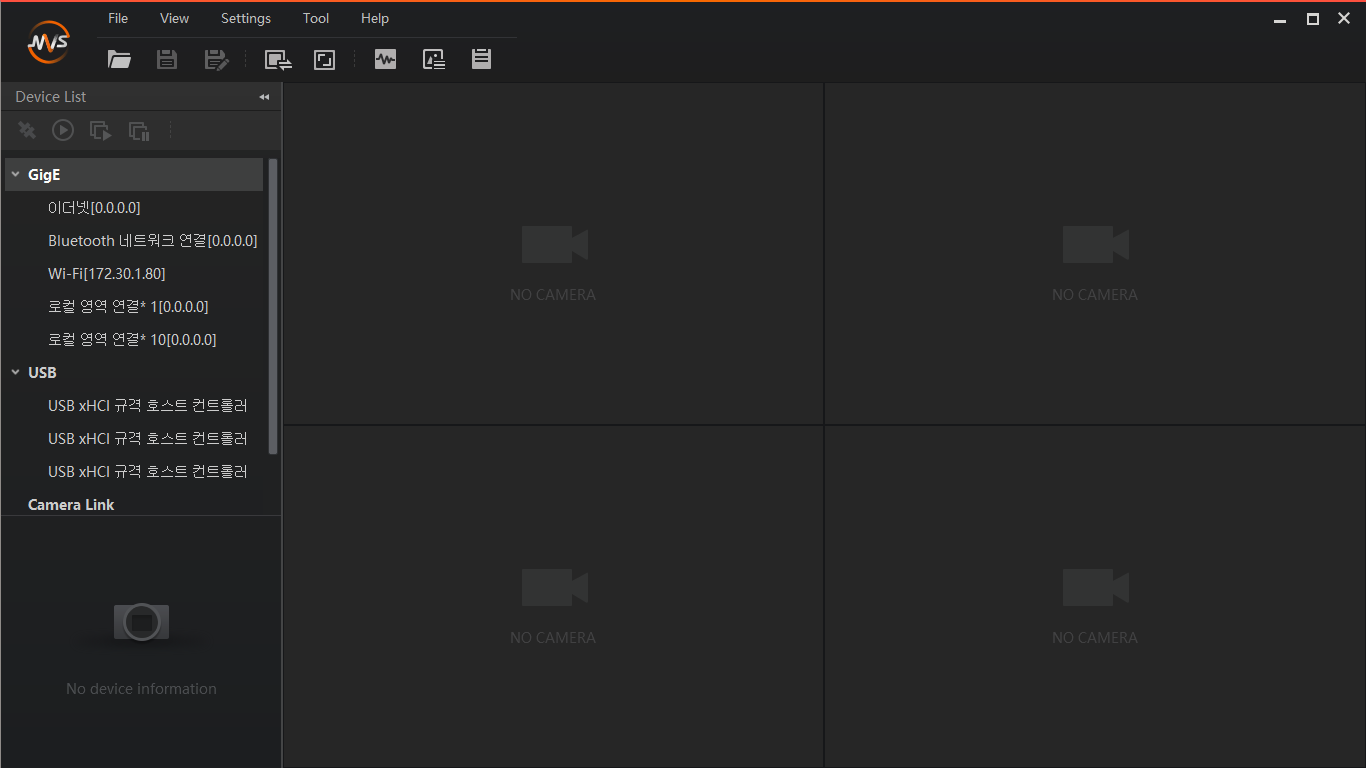 File View Settings Tool Help
MVS
Device List
GigE
이더넷[0.0.0.0]
Bluetooth 네트워크 연결[0.0.0.0]
Wi-Fi[172.30.1.80]
로컬 영역 연결* 1[0.0.0.0]
로컬 영역 연결* 10[0.0.0.0]
USB
USB xHCI 규격 호스트 컨트롤러
USB xHCI 규격 호스트 컨트롤러
USB xHCI 규격 호스트 컨트롤러
Camera Link
No device information
NO CAMERA
NO CAMERA
NO CAMERA
NO CAMERA